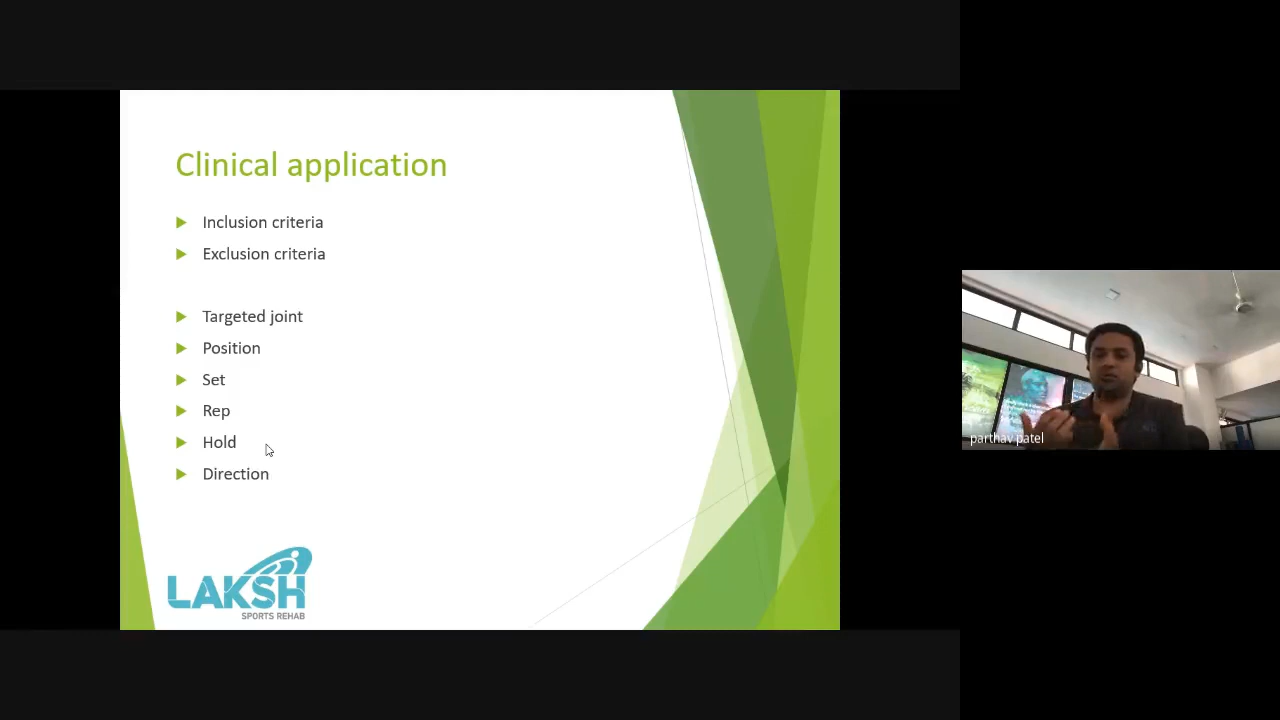 Clinical application
Inclusion criteria
Exclusion criteria
Targeted joint
Position
Set
Rep
Hold
Direction
LAKSH
SPORTS REHAB
parthav patel